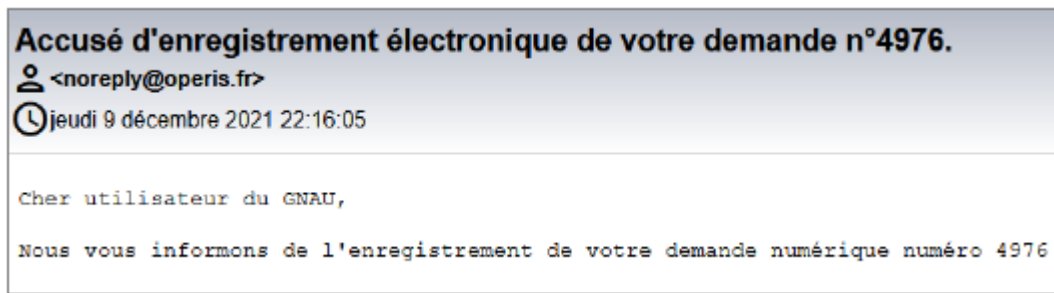 Accusé d'enregistrement électronique de votre demande n°4976.
<noreply@operis.fr>
jeudi 9 décembre 2021 22:16:05
Cher utilisateur du GNAU,
Nous vous informons de l'enregistrement de votre demande numérique numéro 4976